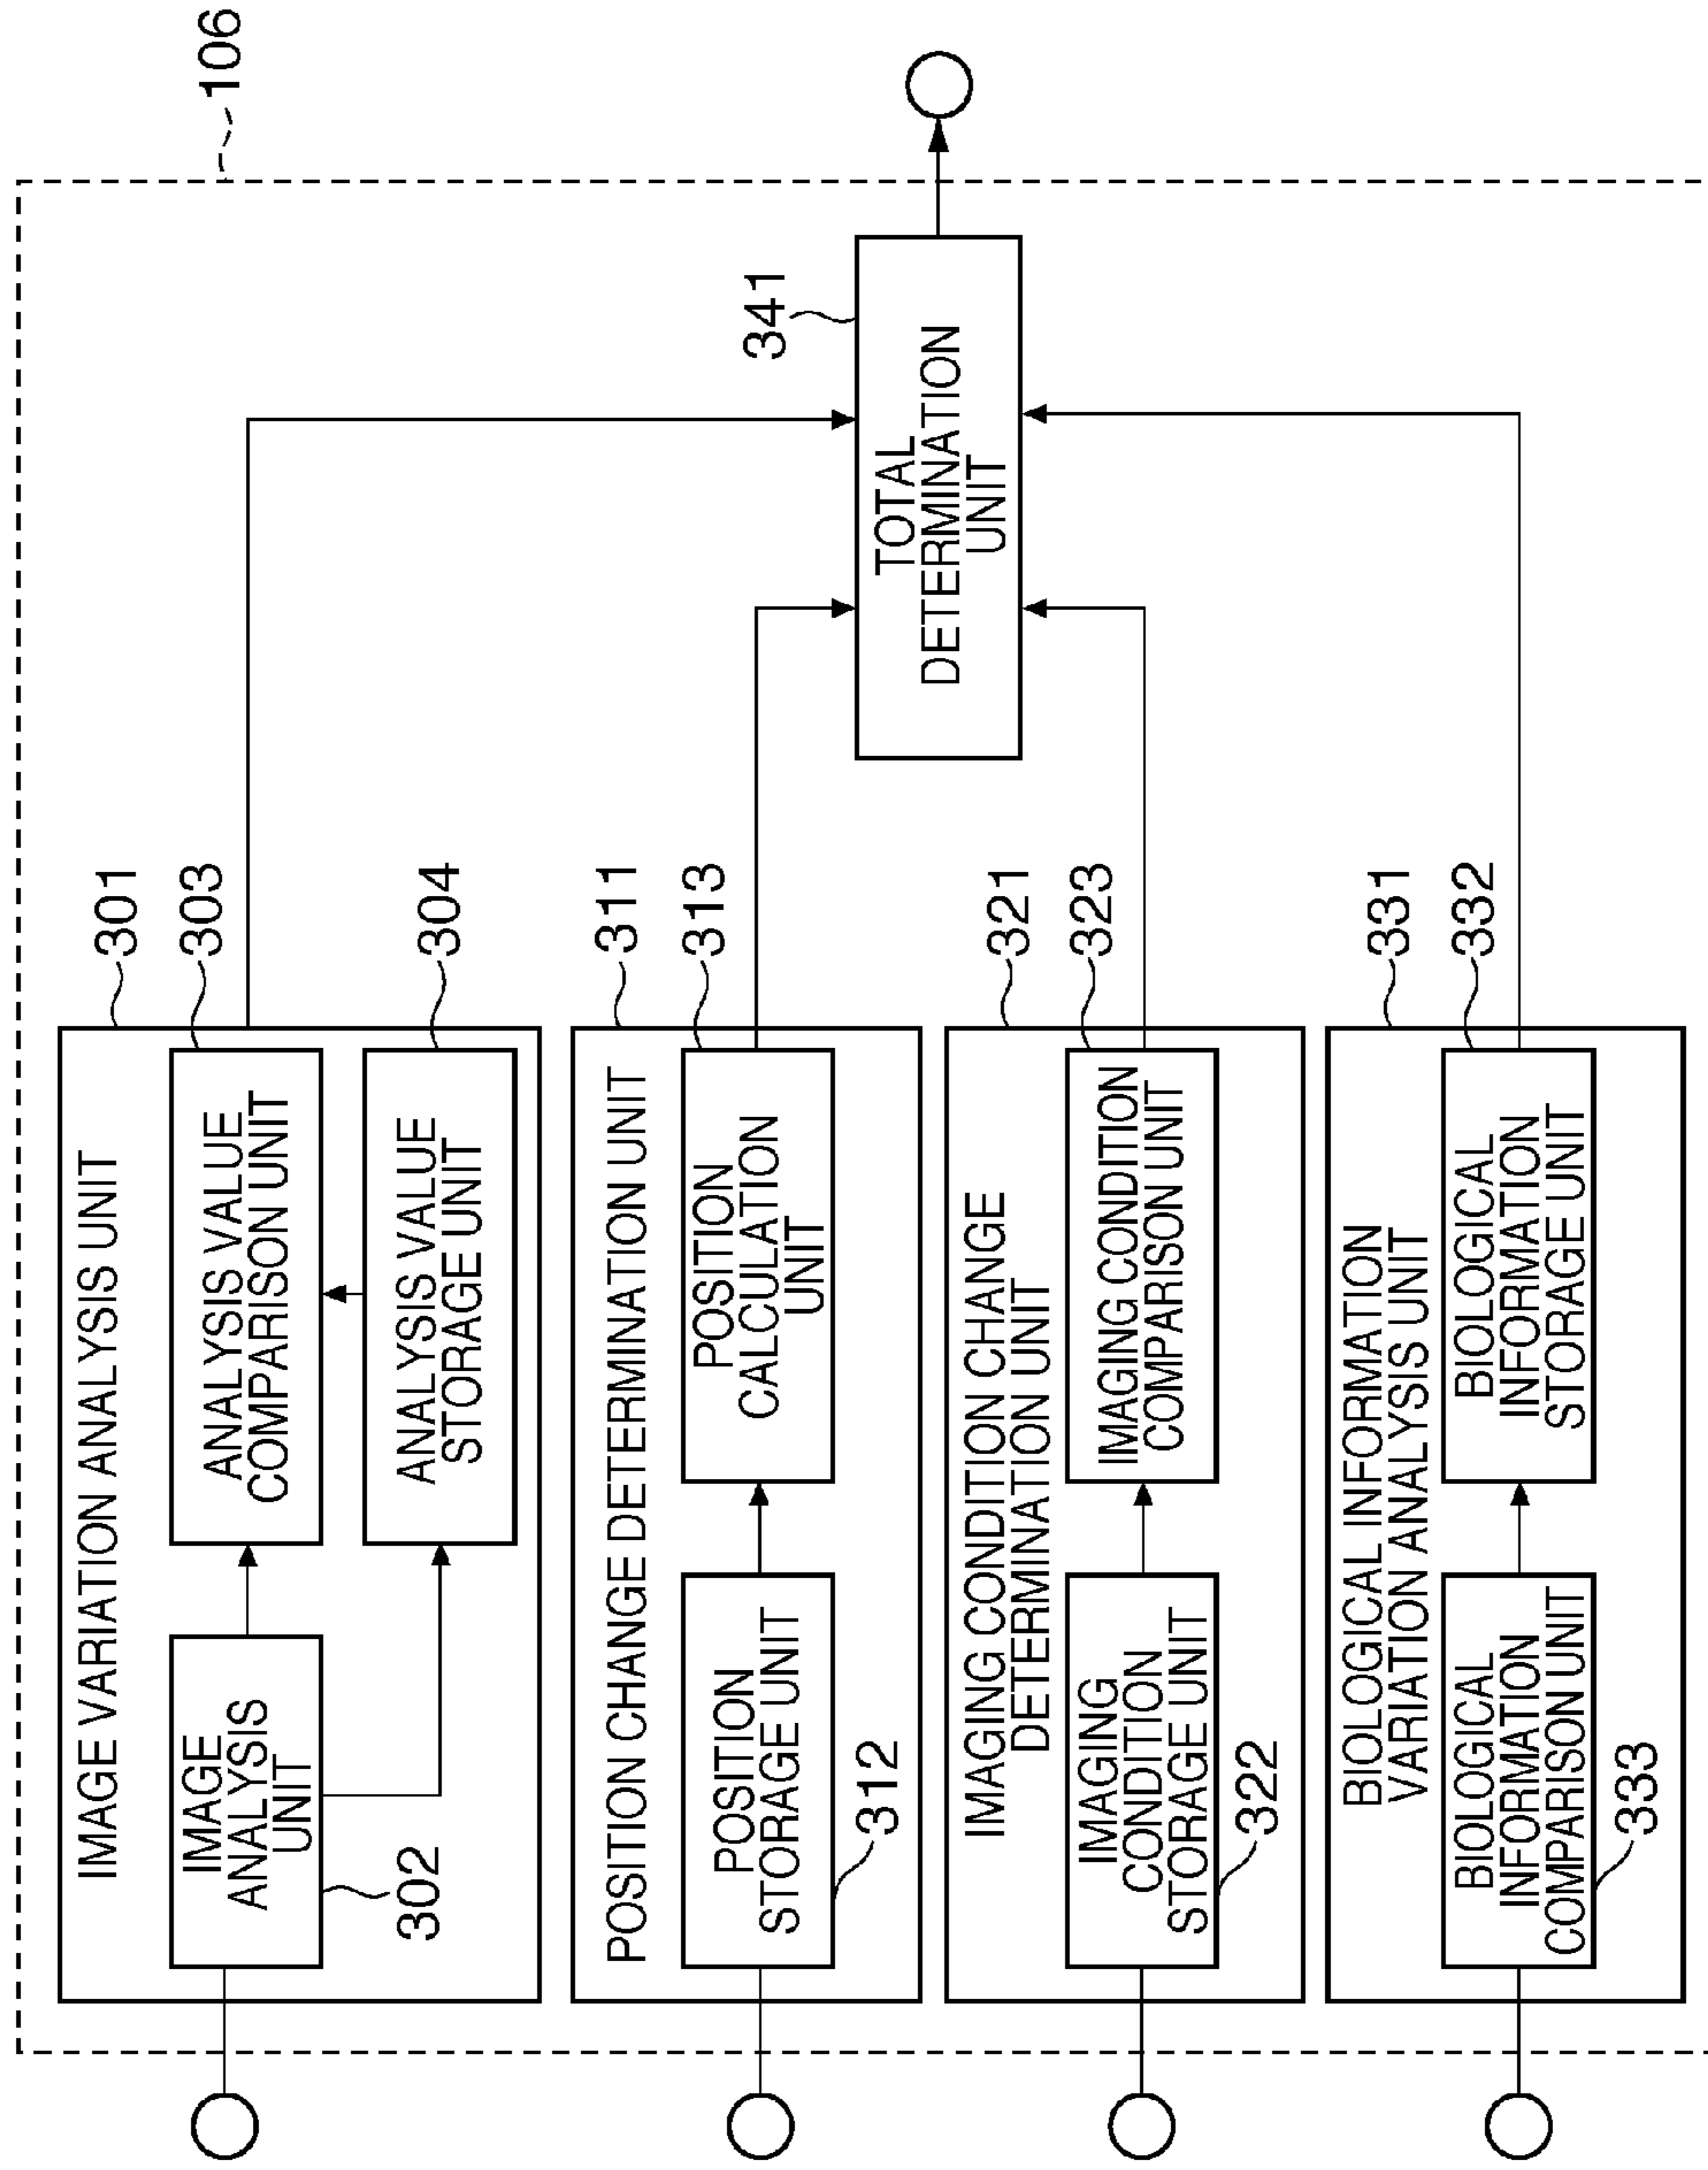 106
IMAGE VARIATION ANALYSIS UNIT
301
IMAGE
ANALYSIS
UNIT
302
ANALYSIS VALUE
COMPARISON UNIT
303
ANALYSIS VALUE
STORAGE UNIT
304
POSITION CHANGE DETERMINATION UNIT
311
POSITION
STORAGE UNIT
312
POSITION
CALCULATION
UNIT
313
IMAGING CONDITION CHANGE
DETERMINATION UNIT
321
IMAGING
CONDITION
STORAGE UNIT
322
IMAGING CONDITION
COMPARISON UNIT
323
BIOLOGICAL INFORMATION
VARIATION ANALYSIS UNIT
331
BIOLOGICAL
INFORMATION
COMPARISON UNIT
333
BIOLOGICAL
INFORMATION
STORAGE UNIT
332
TOTAL
DETERMINATION
UNIT
341